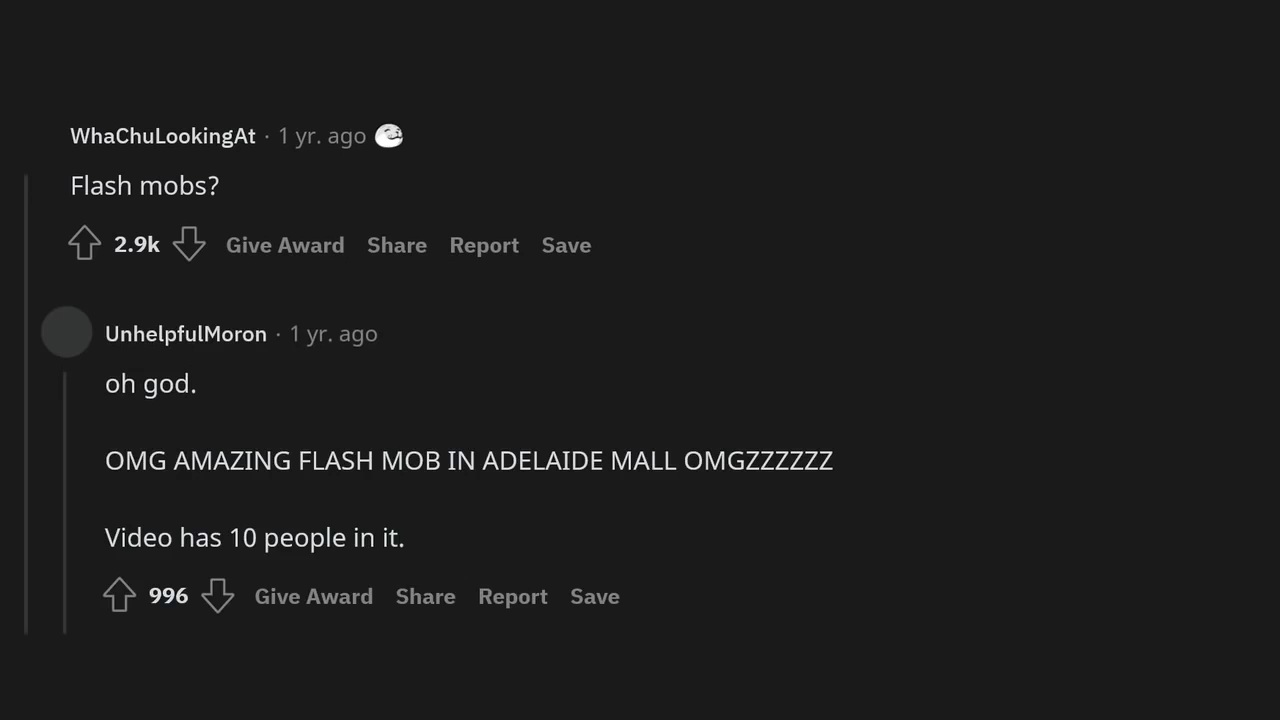 WhaChuLookingAt · 1 yr. ago
Flash mobs?
2.9k Give Award Share Report Save
UnhelpfulMoron · 1 yr. ago
oh god.
OMG AMAZING FLASH MOB IN ADELAIDE MALL OMGZZZZZZ
Video has 10 people in it.
996 Give Award Share Report Save